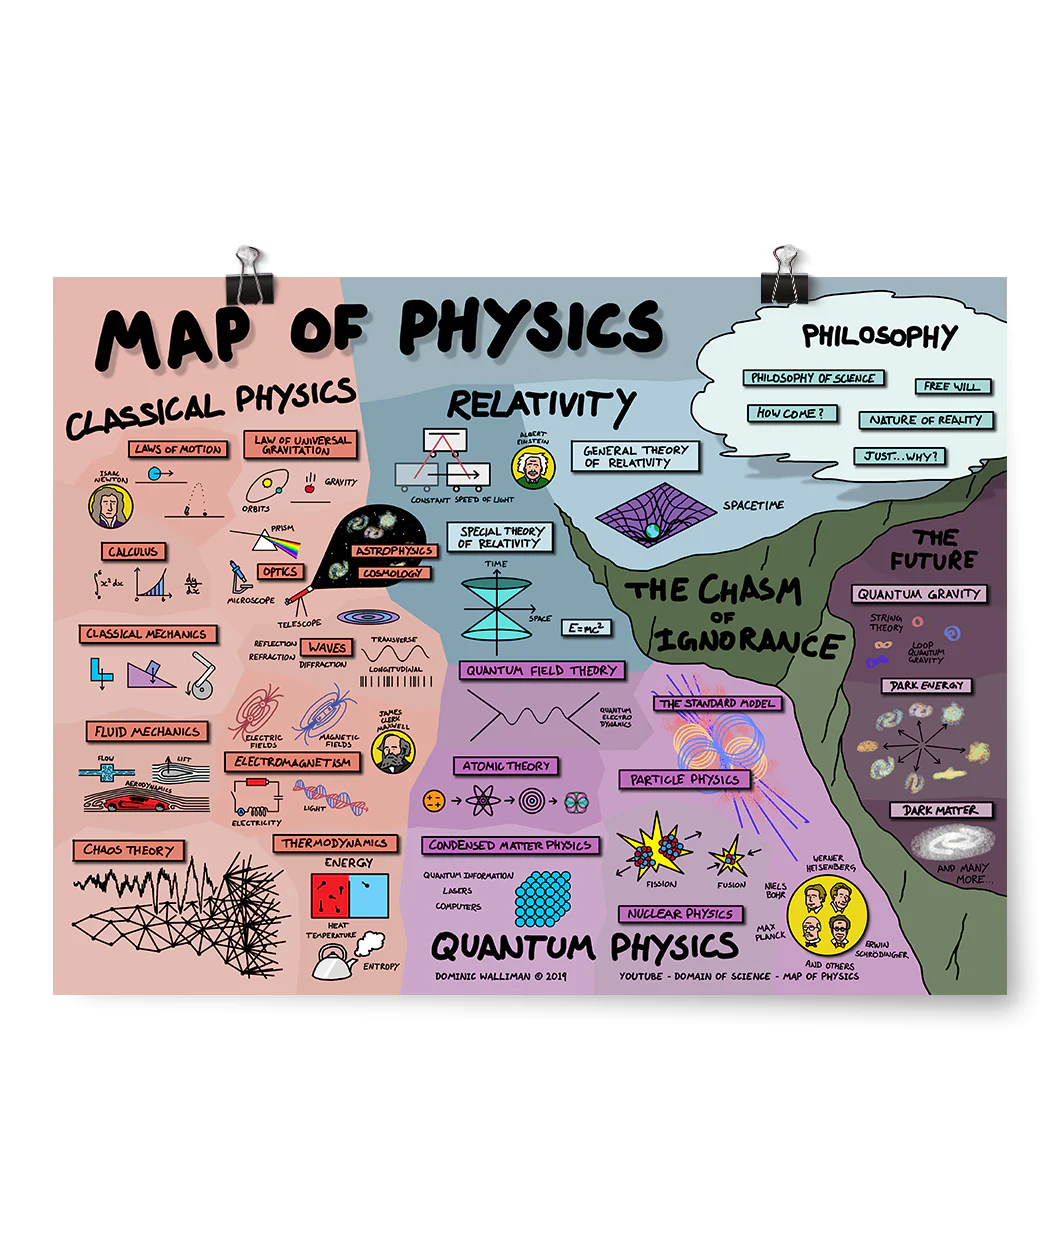 MAP OF PHYSICS
CLASSICAL PHYSICS
LAWS OF MOTION
LAW OF UNIVERSAL
GRAVITATION
ISAAC
NEWTON
ORBITS
GRAVITY
CALCULUS
∫ x² dx
dy
dx
PRISM
OPTICS
MICROSCOPE
TELESCOPE
ASTROPHYSICS
COSMOLOGY
CLASSICAL MECHANICS
REFLECTION
REFRACTION
WAVES
DIFFRACTION
TRANSVERSE
LONGITUDINAL
FLUID MECHANICS
FLOW
LIFT
AERODYNAMICS
ELECTRIC
FIELDS
MAGNETIC
FIELDS
JAMES
CLERK
MAXWELL
ELECTROMAGNETISM
LIGHT
ELECTRICITY
CHAOS THEORY
THERMODYNAMICS
ENERGY
HEAT
TEMPERATURE
ENTROPY
RELATIVITY
ALBERT
EINSTEIN
CONSTANT SPEED OF LIGHT
GENERAL THEORY
OF RELATIVITY
SPACETIME
SPECIAL THEORY
OF RELATIVITY
TIME
SPACE
E=mc²
QUANTUM FIELD THEORY
QUANTUM
ELECTRO
DYNAMICS
THE STANDARD MODEL
ATOMIC THEORY
PARTICLE PHYSICS
CONDENSED MATTER PHYSICS
QUANTUM INFORMATION
LASERS
COMPUTERS
FISSION
FUSION
NUCLEAR PHYSICS
WERNER
HEISENBERG
NIELS
BOHR
MAX
PLANCK
ERWIN
SCHRÖDINGER
AND OTHERS
QUANTUM PHYSICS
DOMINIC WALLIMAN © 2019
YOUTUBE - DOMAIN OF SCIENCE - MAP OF PHYSICS
PHILOSOPHY
PHILOSOPHY OF SCIENCE
FREE WILL
HOW COME?
NATURE OF REALITY
JUST...WHY?
THE CHASM
OF
IGNORANCE
THE
FUTURE
QUANTUM GRAVITY
STRING
THEORY
LOOP
QUANTUM
GRAVITY
DARK ENERGY
DARK MATTER
AND MANY
MORE...